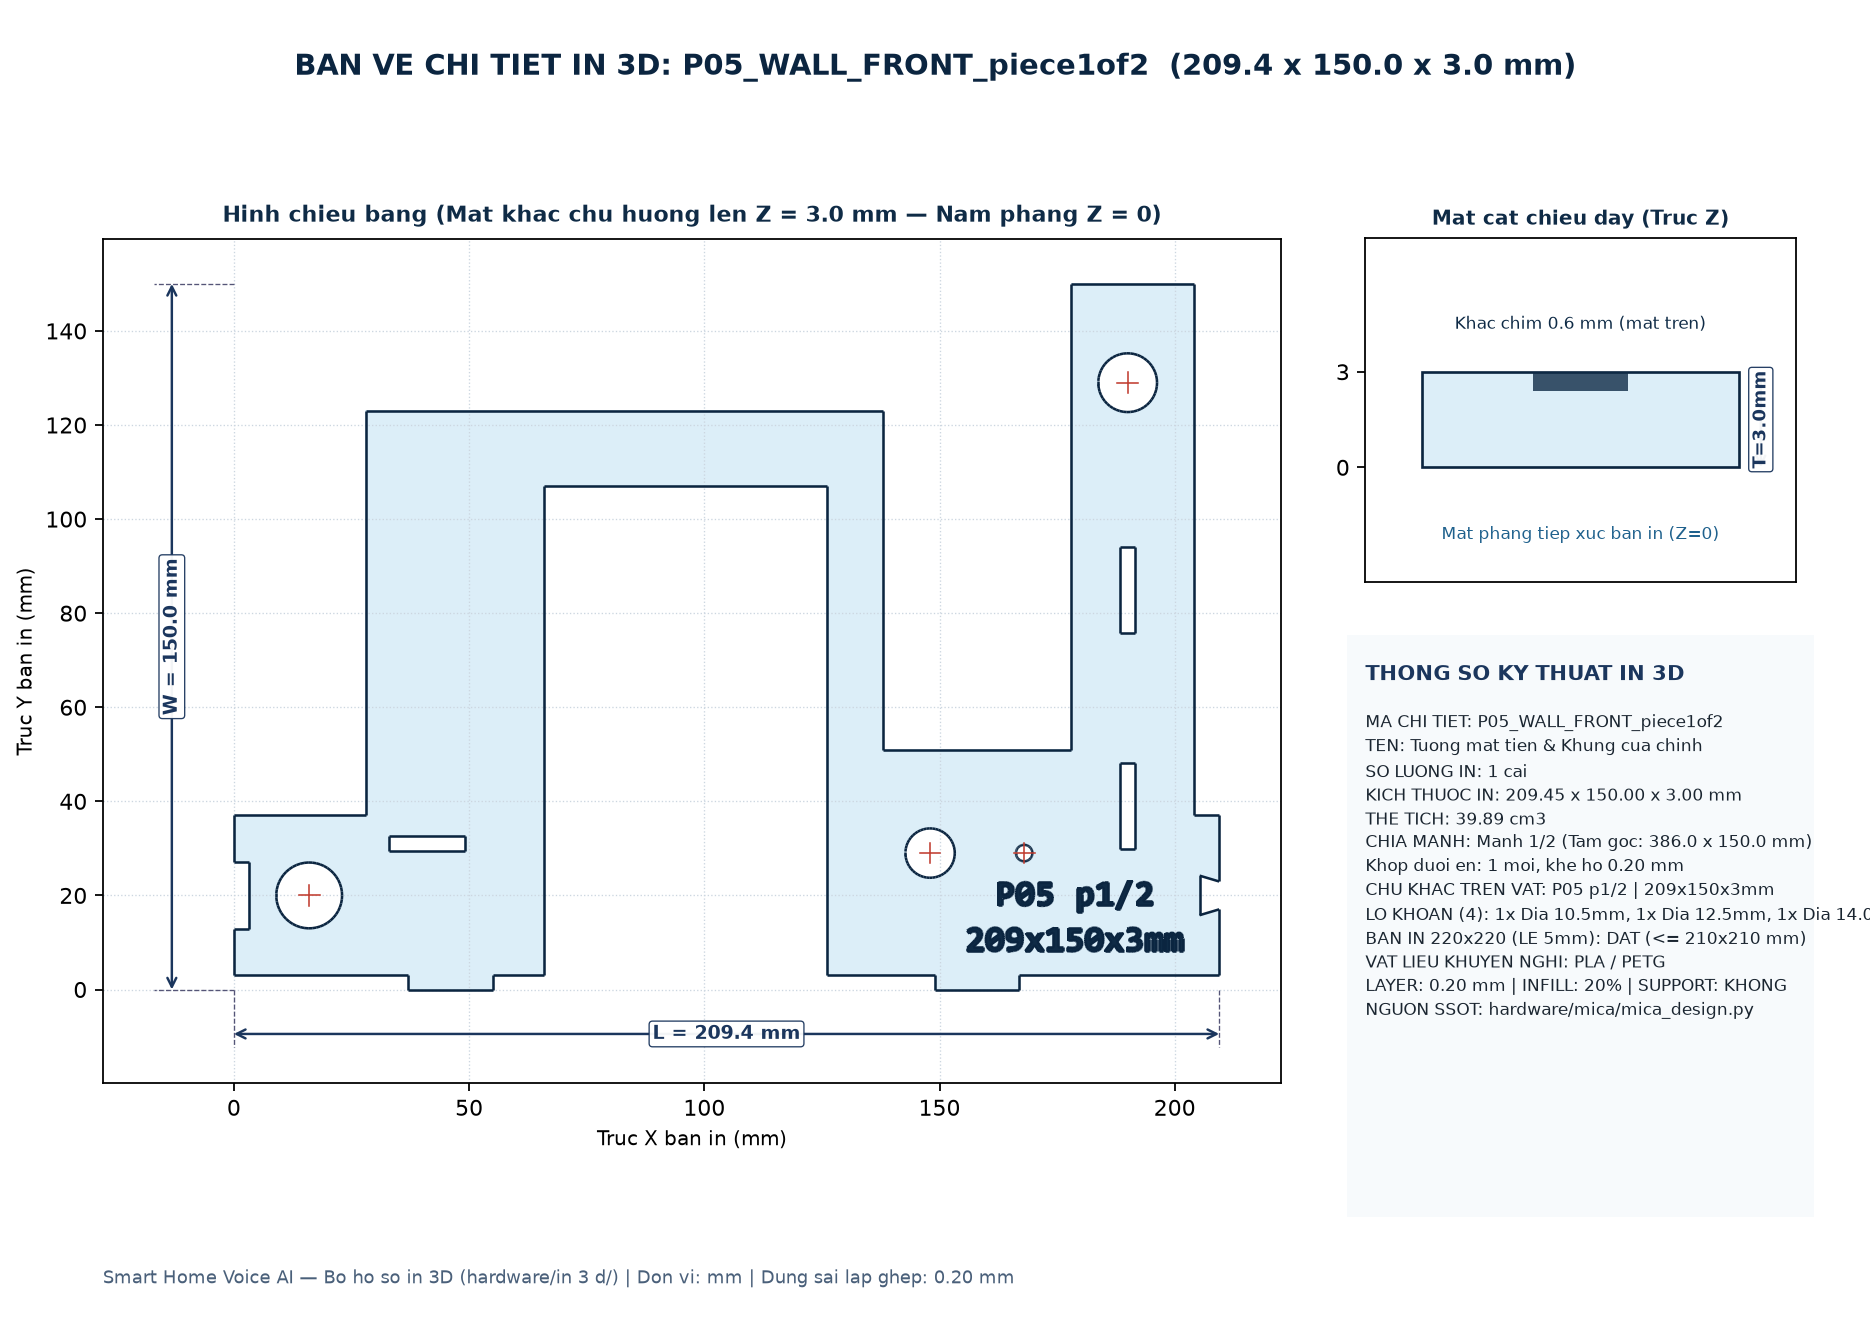 BAN VE CHI TIET IN 3D: P05_WALL_FRONT_piece1of2 (209.4 x 150.0 x 3.0 mm)
Hinh chieu bang (Mat khac chu huong len Z = 3.0 mm — Nam phang Z = 0)
140
120
100
80
60
40
20
0
Truc Y ban in (mm)
W = 150.0 mm
P05 p1/2
209x150x3mm
L = 209.4 mm
0
50
100
150
200
Truc X ban in (mm)
Mat cat chieu day (Truc Z)
Khac chim 0.6 mm (mat tren)
3
0
T=3.0mm
Mat phang tiep xuc ban in (Z=0)
THONG SO KY THUAT IN 3D
MA CHI TIET: P05_WALL_FRONT_piece1of2
TEN: Tuong mat tien & Khung cua chinh
SO LUONG IN: 1 cai
KICH THUOC IN: 209.45 x 150.00 x 3.00 mm
THE TICH: 39.89 cm3
CHIA MANH: Manh 1/2 (Tam goc: 386.0 x 150.0 mm)
Khop duoi en: 1 moi, khe ho 0.20 mm
CHU KHAC TREN VAT: P05 p1/2 | 209x150x3mm
LO KHOAN (4): 1x Dia 10.5mm, 1x Dia 12.5mm, 1x Dia 14.0
BAN IN 220x220 (LE 5mm): DAT (<= 210x210 mm)
VAT LIEU KHUYEN NGHI: PLA / PETG
LAYER: 0.20 mm | INFILL: 20% | SUPPORT: KHONG
NGUON SSOT: hardware/mica/mica_design.py
Smart Home Voice AI — Bo ho so in 3D (hardware/in 3 d/) | Don vi: mm | Dung sai lap ghep: 0.20 mm